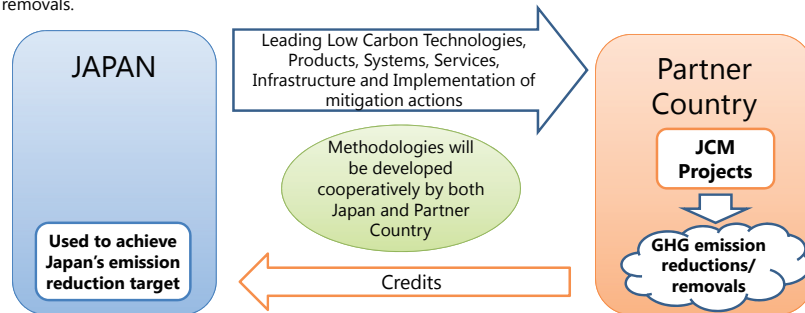 removals.
JAPAN
Leading Low Carbon Technologies,
Products, Systems, Services,
Infrastructure and Implementation of
mitigation actions
Partner
Country
Methodologies will
be developed
cooperatively by both
Japan and Partner
Country
JCM
Projects
Used to achieve
Japan's emission
reduction target
GHG emission
reductions/
removals
Credits